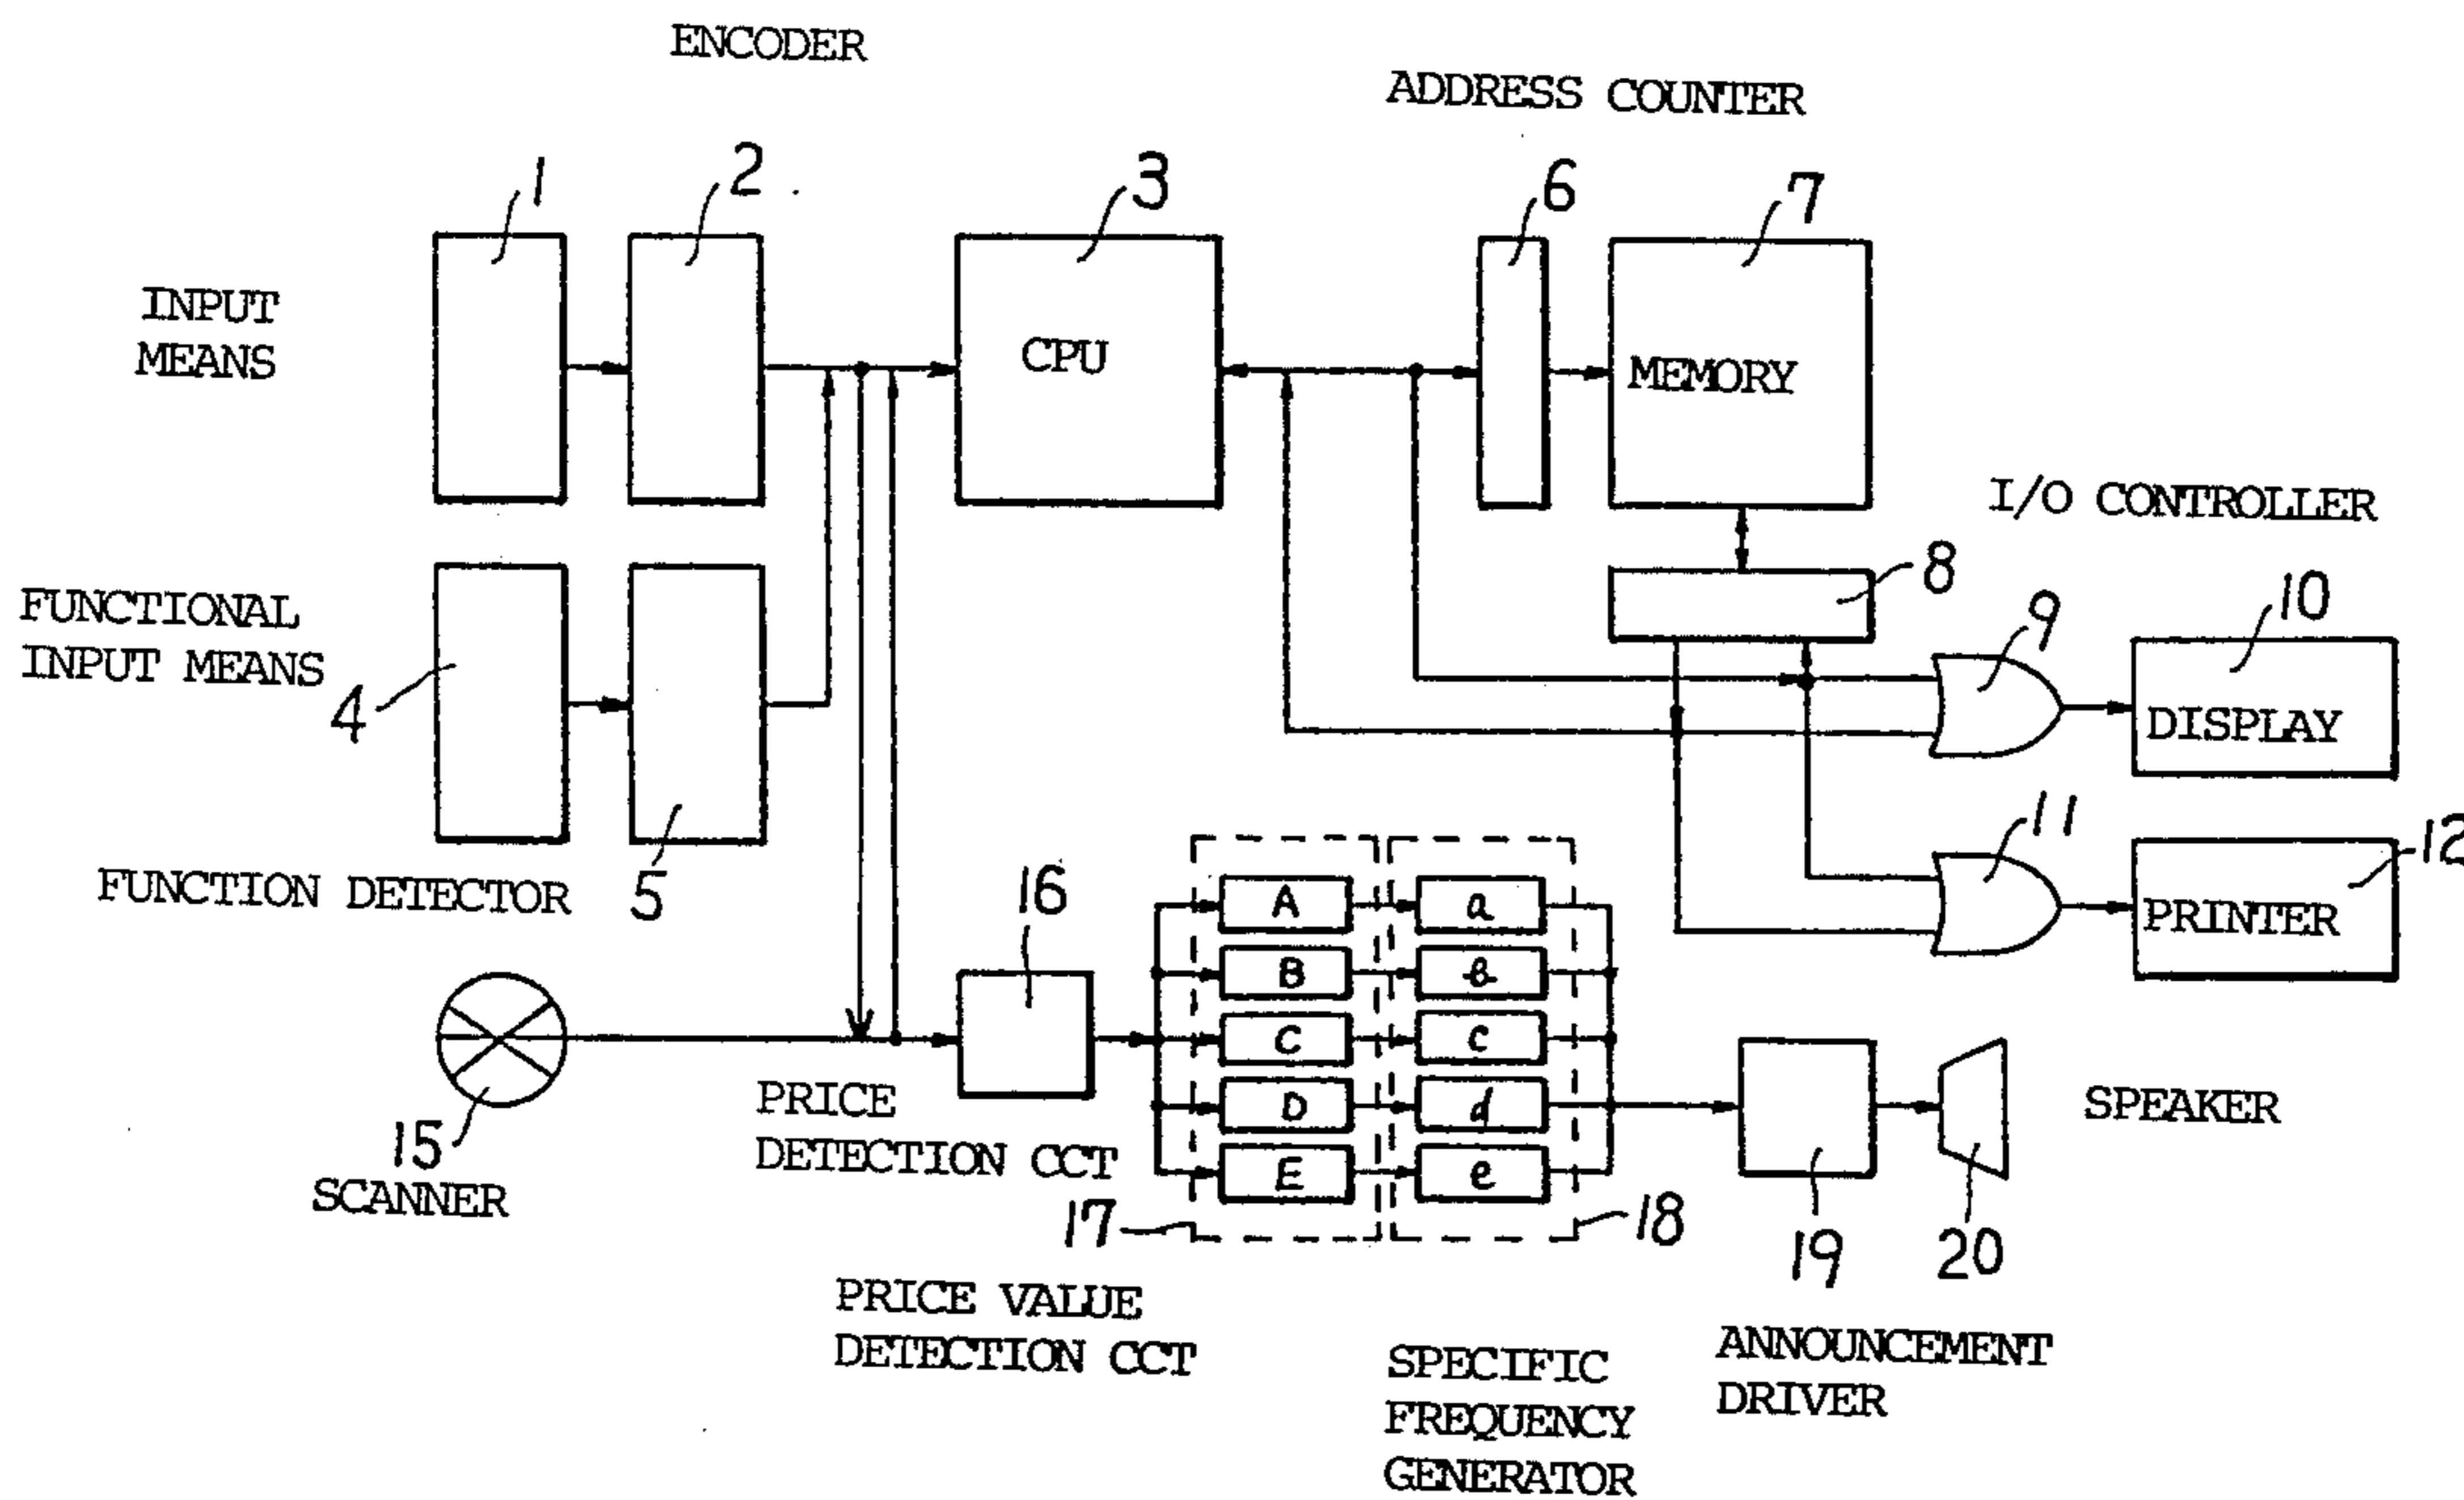 ENCODER
ADDRESS COUNTER
1
2
3
6
7
INPUT
MEANS
CPU
MEMORY
I/O CONTROLLER
8
FUNCTIONAL
INPUT MEANS
4
9
10
DISPLAY
5
FUNCTION DETECTOR
11
12
PRINTER
16
A
a
B
b
C
c
D
d
E
e
15
SCANNER
PRICE
DETECTION CCT
SPEAKER
17
18
19
20
PRICE VALUE
DETECTION CCT
SPECIFIC
FREQUENCY
GENERATOR
ANNOUNCEMENT
DRIVER